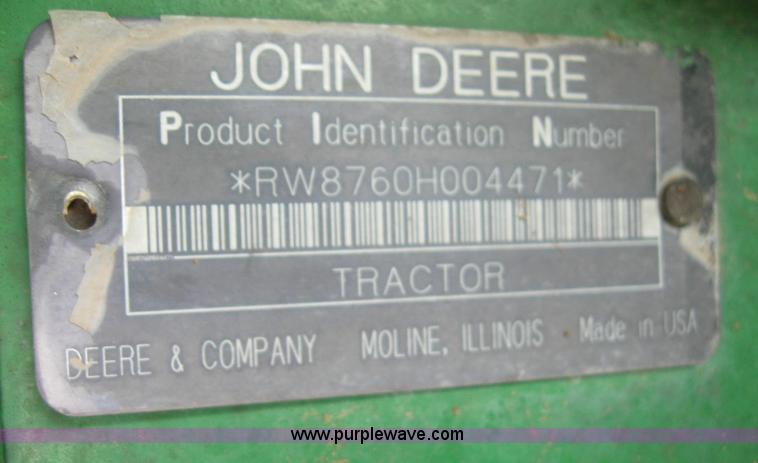 JOHN DEERE
Product Identification Number
*RW8760H004471*
TRACTOR
DEERE & COMPANY MOLINE, ILLINOIS Made in USA
www.purplewave.com